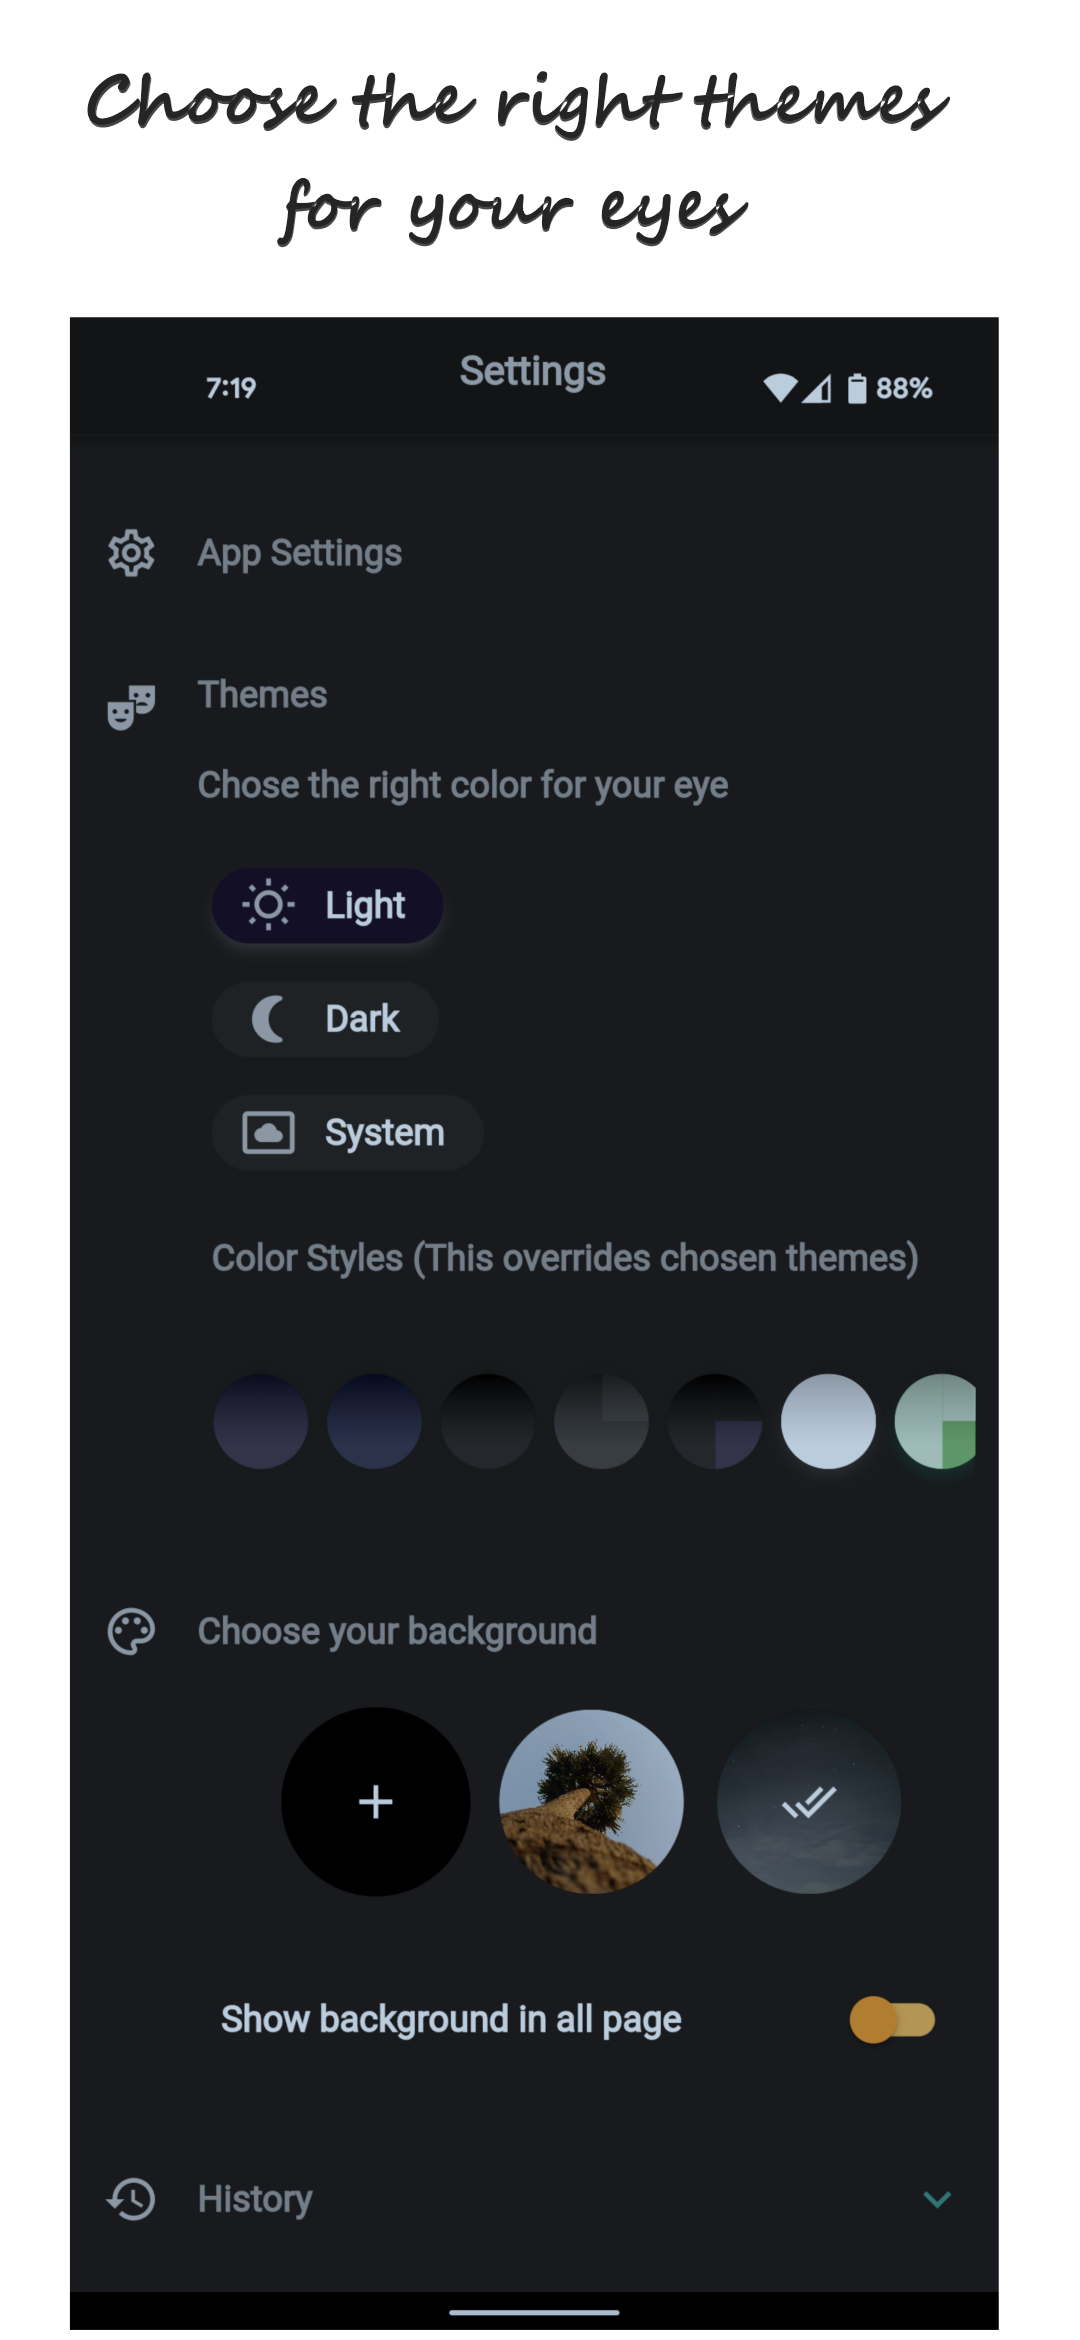 Choose the right themes
for your eyes
7:19
Settings
88%
App Settings
Themes
Chose the right color for your eye
Light
Dark
System
Color Styles (This overrides chosen themes)
Choose your background
Show background in all page
History